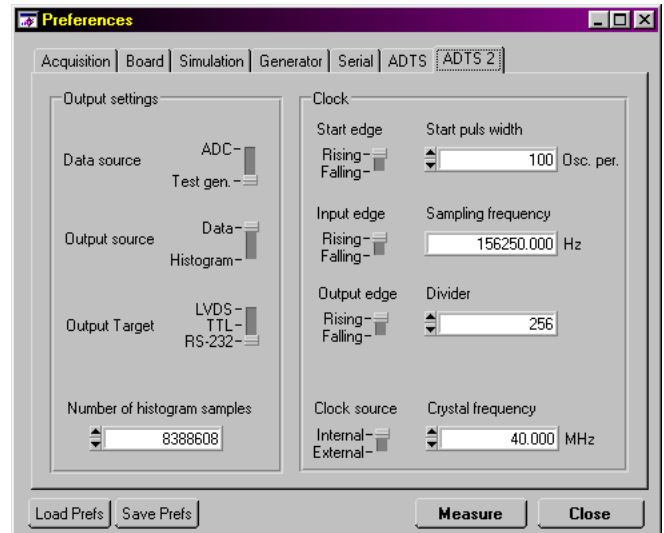 Preferences
Acquisition Board Simulation Generator Serial ADTS ADTS 2
Output settings
Data source
ADC
Test gen.
Output source
Data
Histogram
Output Target
LVDS
TTL
RS-232
Number of histogram samples
8388608
Clock
Start edge
Rising
Falling
Start puls width
100 Osc. per.
Input edge
Rising
Falling
Sampling frequency
156250.000 Hz
Output edge
Rising
Falling
Divider
256
Clock source
Internal
External
Crystal frequency
40.000 MHz
Load Prefs Save Prefs Measure Close